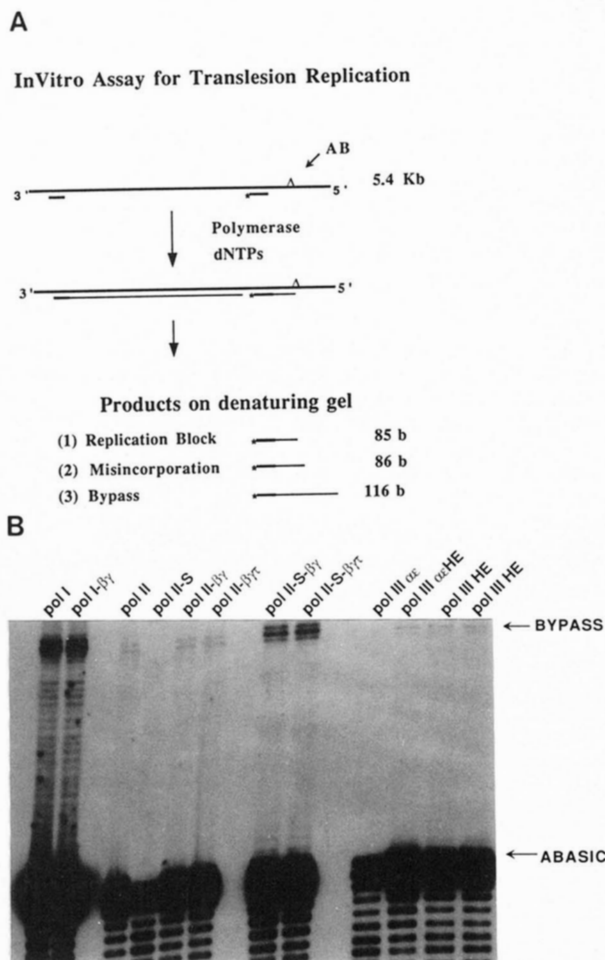 A
InVitro Assay for Translesion Replication
AB
3' 5' 5.4 Kb
Polymerase
dNTPs
3' 5'
Products on denaturing gel
(1) Replication Block 85 b
(2) Misincorporation 86 b
(3) Bypass 116 b
B
pol I
pol I-βγ
pol II
pol II-S
pol II-βγ
pol II-βγτ
pol II-S-βγ
pol II-S-βγτ
pol III αε
pol III αεHE
pol III HE
pol III HE
BYPASS
ABASIC